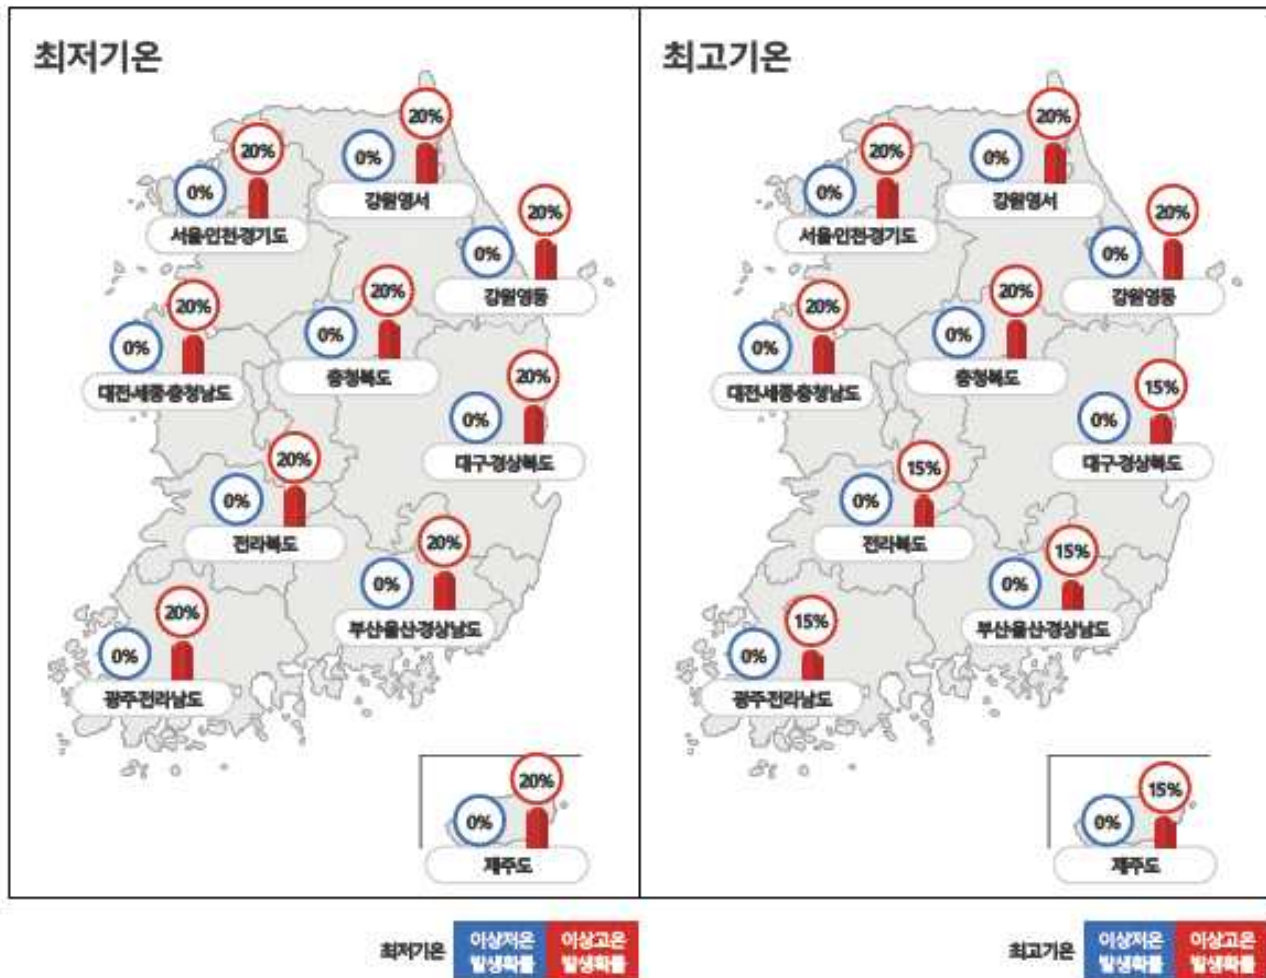 최저기온
20%
0%
강원영서
20%
0%
서울·인천·경기도
20%
0%
강원영동
20%
0%
대전·세종·충청남도
20%
0%
충청북도
20%
0%
대구·경상북도
20%
0%
전라북도
20%
0%
부산·울산·경상남도
20%
0%
광주·전라남도
20%
0%
제주도
최저기온
이상저온
발생확률
이상고온
발생확률
최고기온
20%
0%
강원영서
20%
0%
서울·인천·경기도
20%
0%
강원영동
20%
0%
대전·세종·충청남도
20%
0%
충청북도
15%
0%
대구·경상북도
15%
0%
전라북도
15%
0%
부산·울산·경상남도
15%
0%
광주·전라남도
15%
0%
제주도
최고기온
이상저온
발생확률
이상고온
발생확률